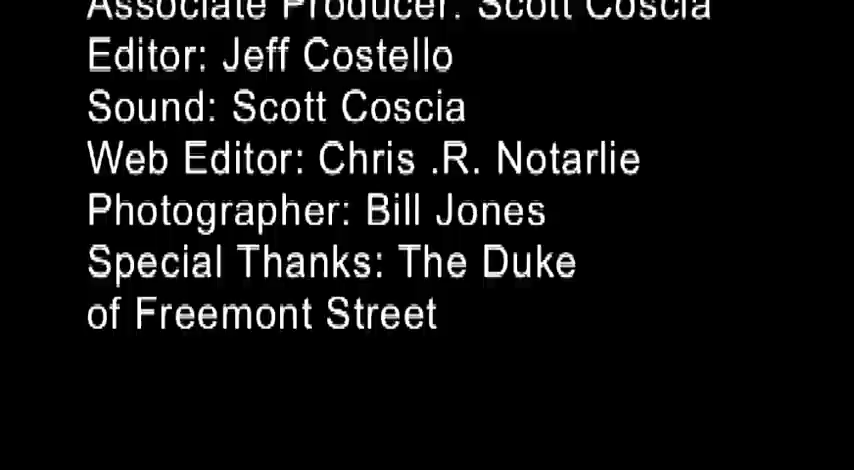 Associate Producer: Scott Coscia
Editor: Jeff Costello
Sound: Scott Coscia
Web Editor: Chris .R. Notarlie
Photographer: Bill Jones
Special Thanks: The Duke
of Freemont Street